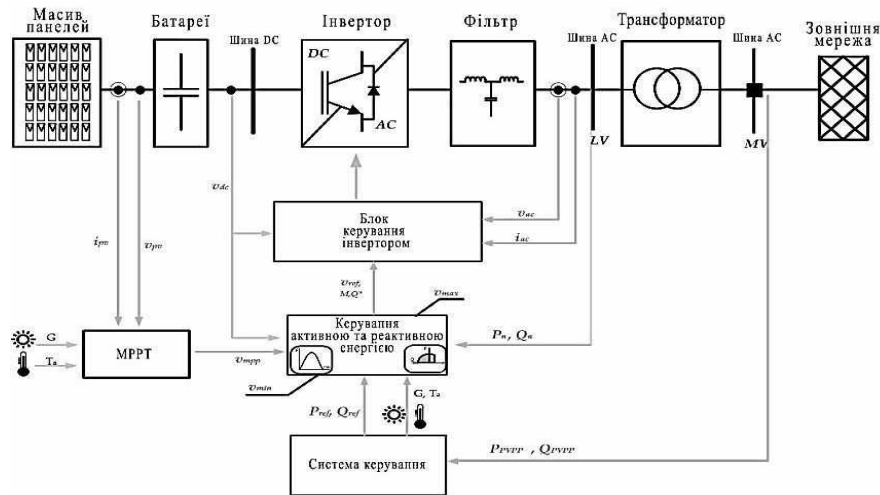 Масив
панелей
Батареї
Шина DC
Інвертор
DC
AC
Фільтр
Шина AC
LV
Трансформатор
Шина AC
MV
Зовнішня
мережа
vdc
ipv
vpv
Блок
керування
інвертором
vac
iac
vref,
M,Q*
vmax
Керування
активною та реактивною
енергією
Pn, Qn
G
Ta
MPPT
vmpp
vmin
Pref, Qref
G, Ta
Система керування
PPVPP , QPVPP